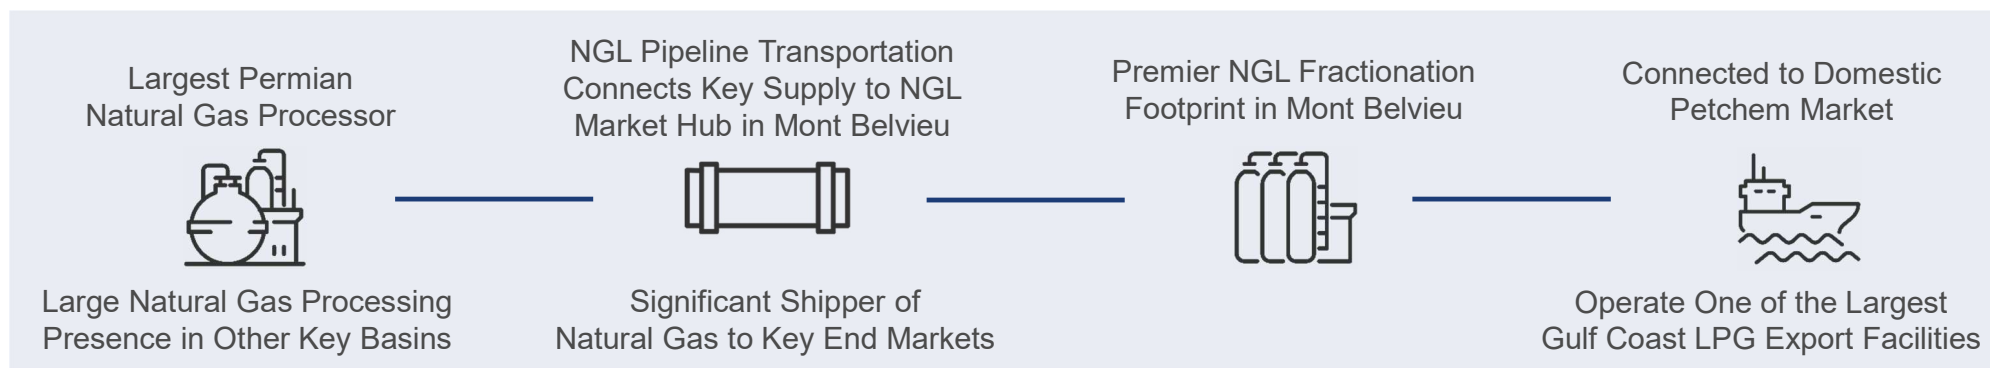 Largest Permian
Natural Gas Processor
Large Natural Gas Processing
Presence in Other Key Basins
NGL Pipeline Transportation
Connects Key Supply to NGL
Market Hub in Mont Belvieu
Significant Shipper of
Natural Gas to Key End Markets
Premier NGL Fractionation
Footprint in Mont Belvieu
Connected to Domestic
Petchem Market
Operate One of the Largest
Gulf Coast LPG Export Facilities